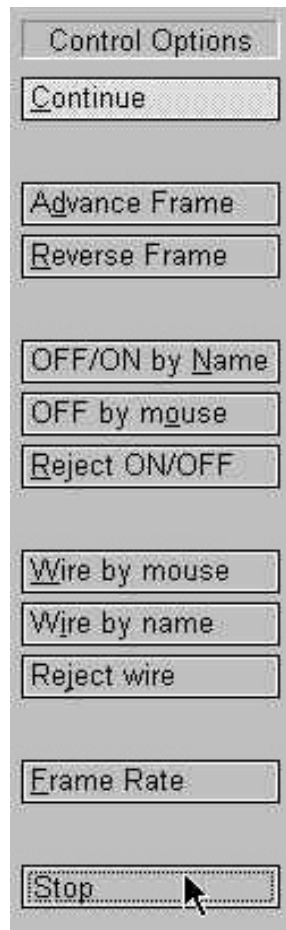 Control Options
Continue
Advance Frame
Reverse Frame
OFF/ON by Name
OFF by mouse
Reject ON/OFF
Wire by mouse
Wire by name
Reject wire
Frame Rate
Stop